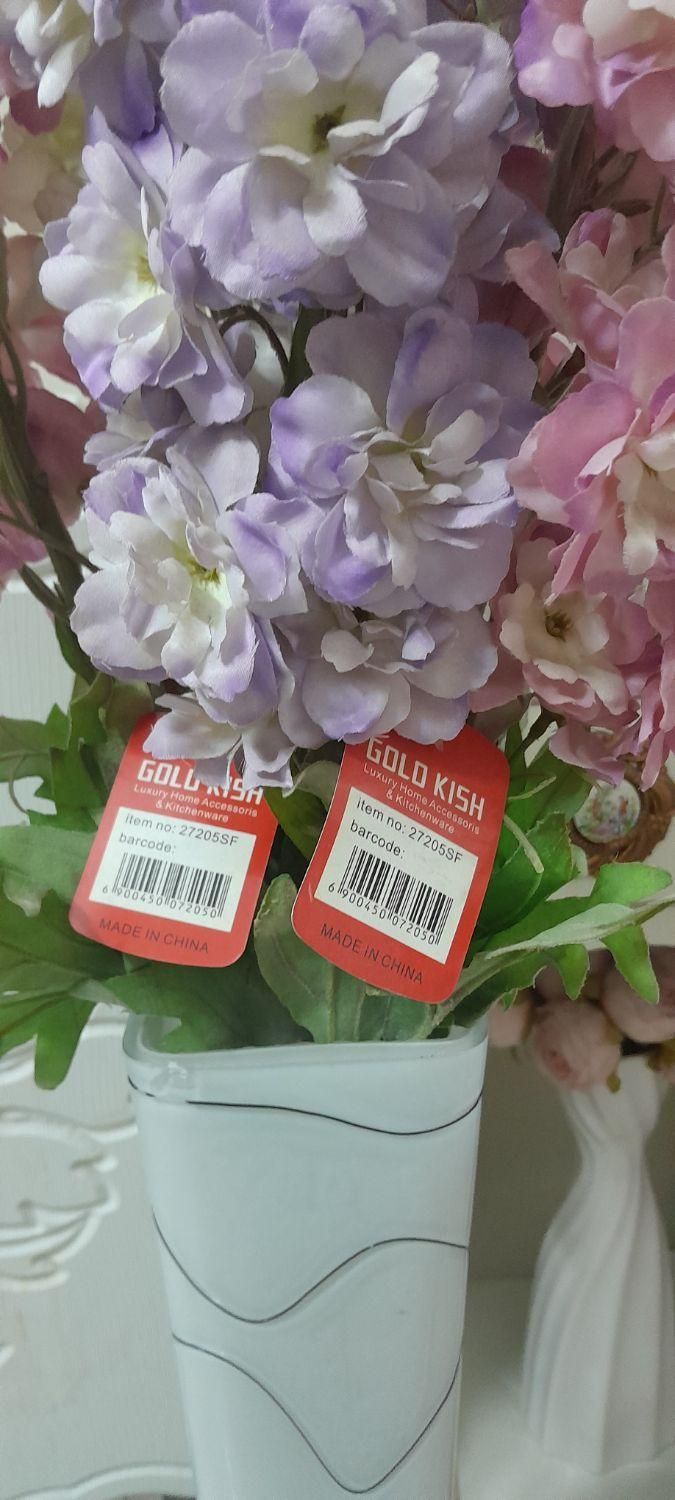 GOLD KISH
Luxury Home Accessoris
& Kitchenware
item no: 27205SF
barcode:
6 900450 072050
MADE IN CHINA
GOLD KISH
Luxury Home Accessoris
& Kitchenware
item no: 27205SF
barcode:
6 900450 072050
MADE IN CHINA